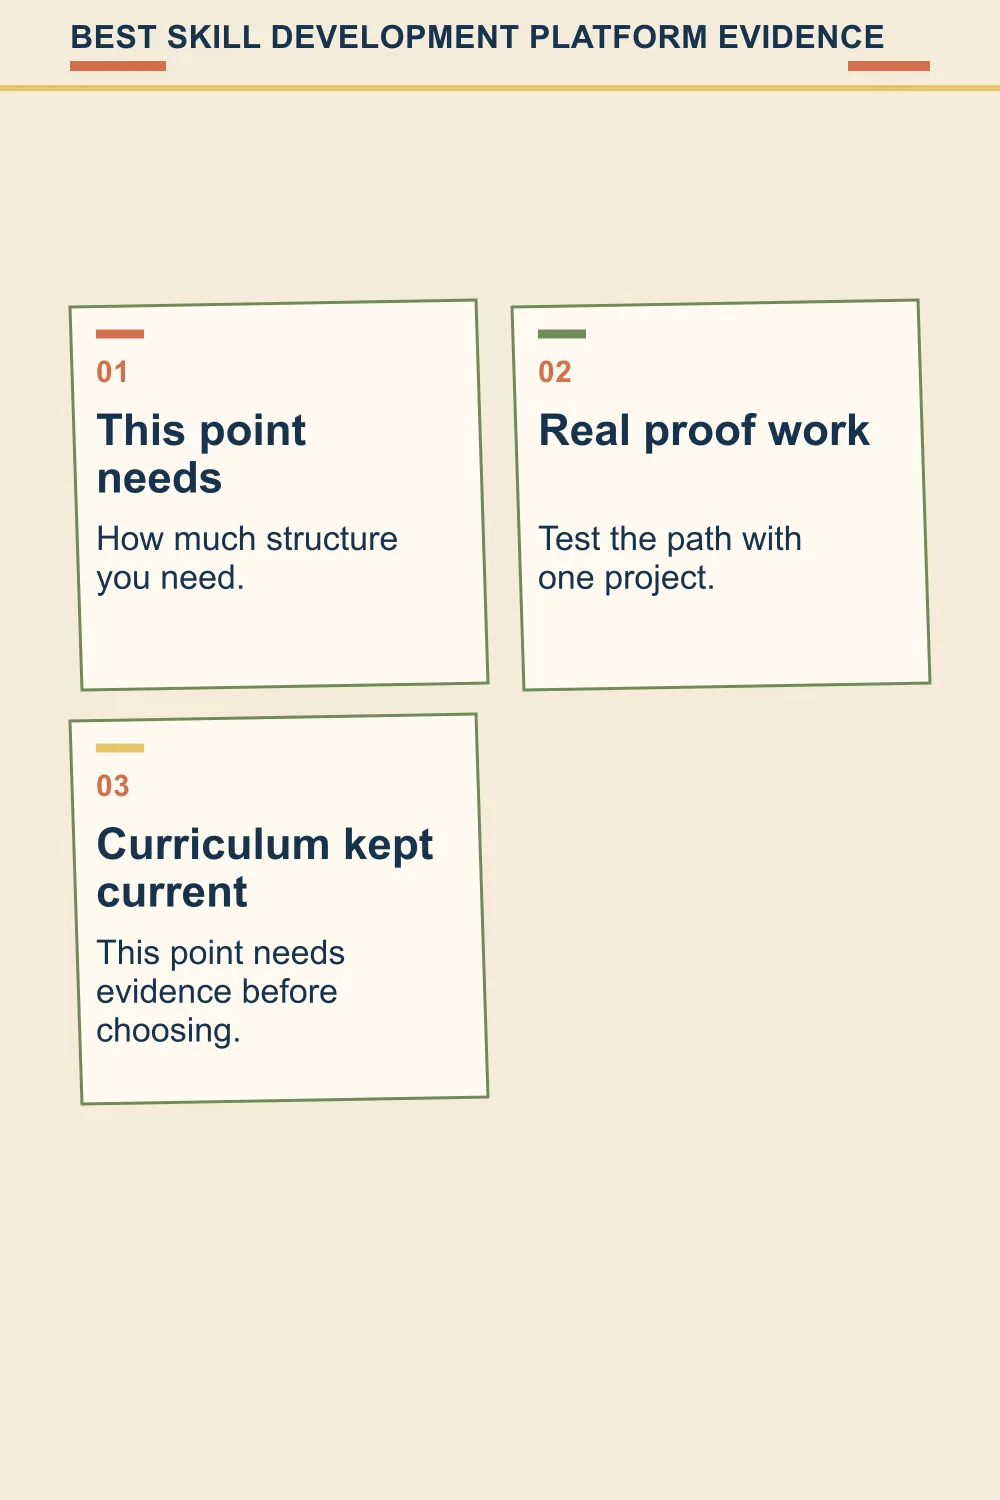 BEST SKILL DEVELOPMENT PLATFORM EVIDENCE
01
This point
needs
How much structure
you need.
02
Real proof work
Test the path with
one project.
03
Curriculum kept
current
This point needs
evidence before
choosing.